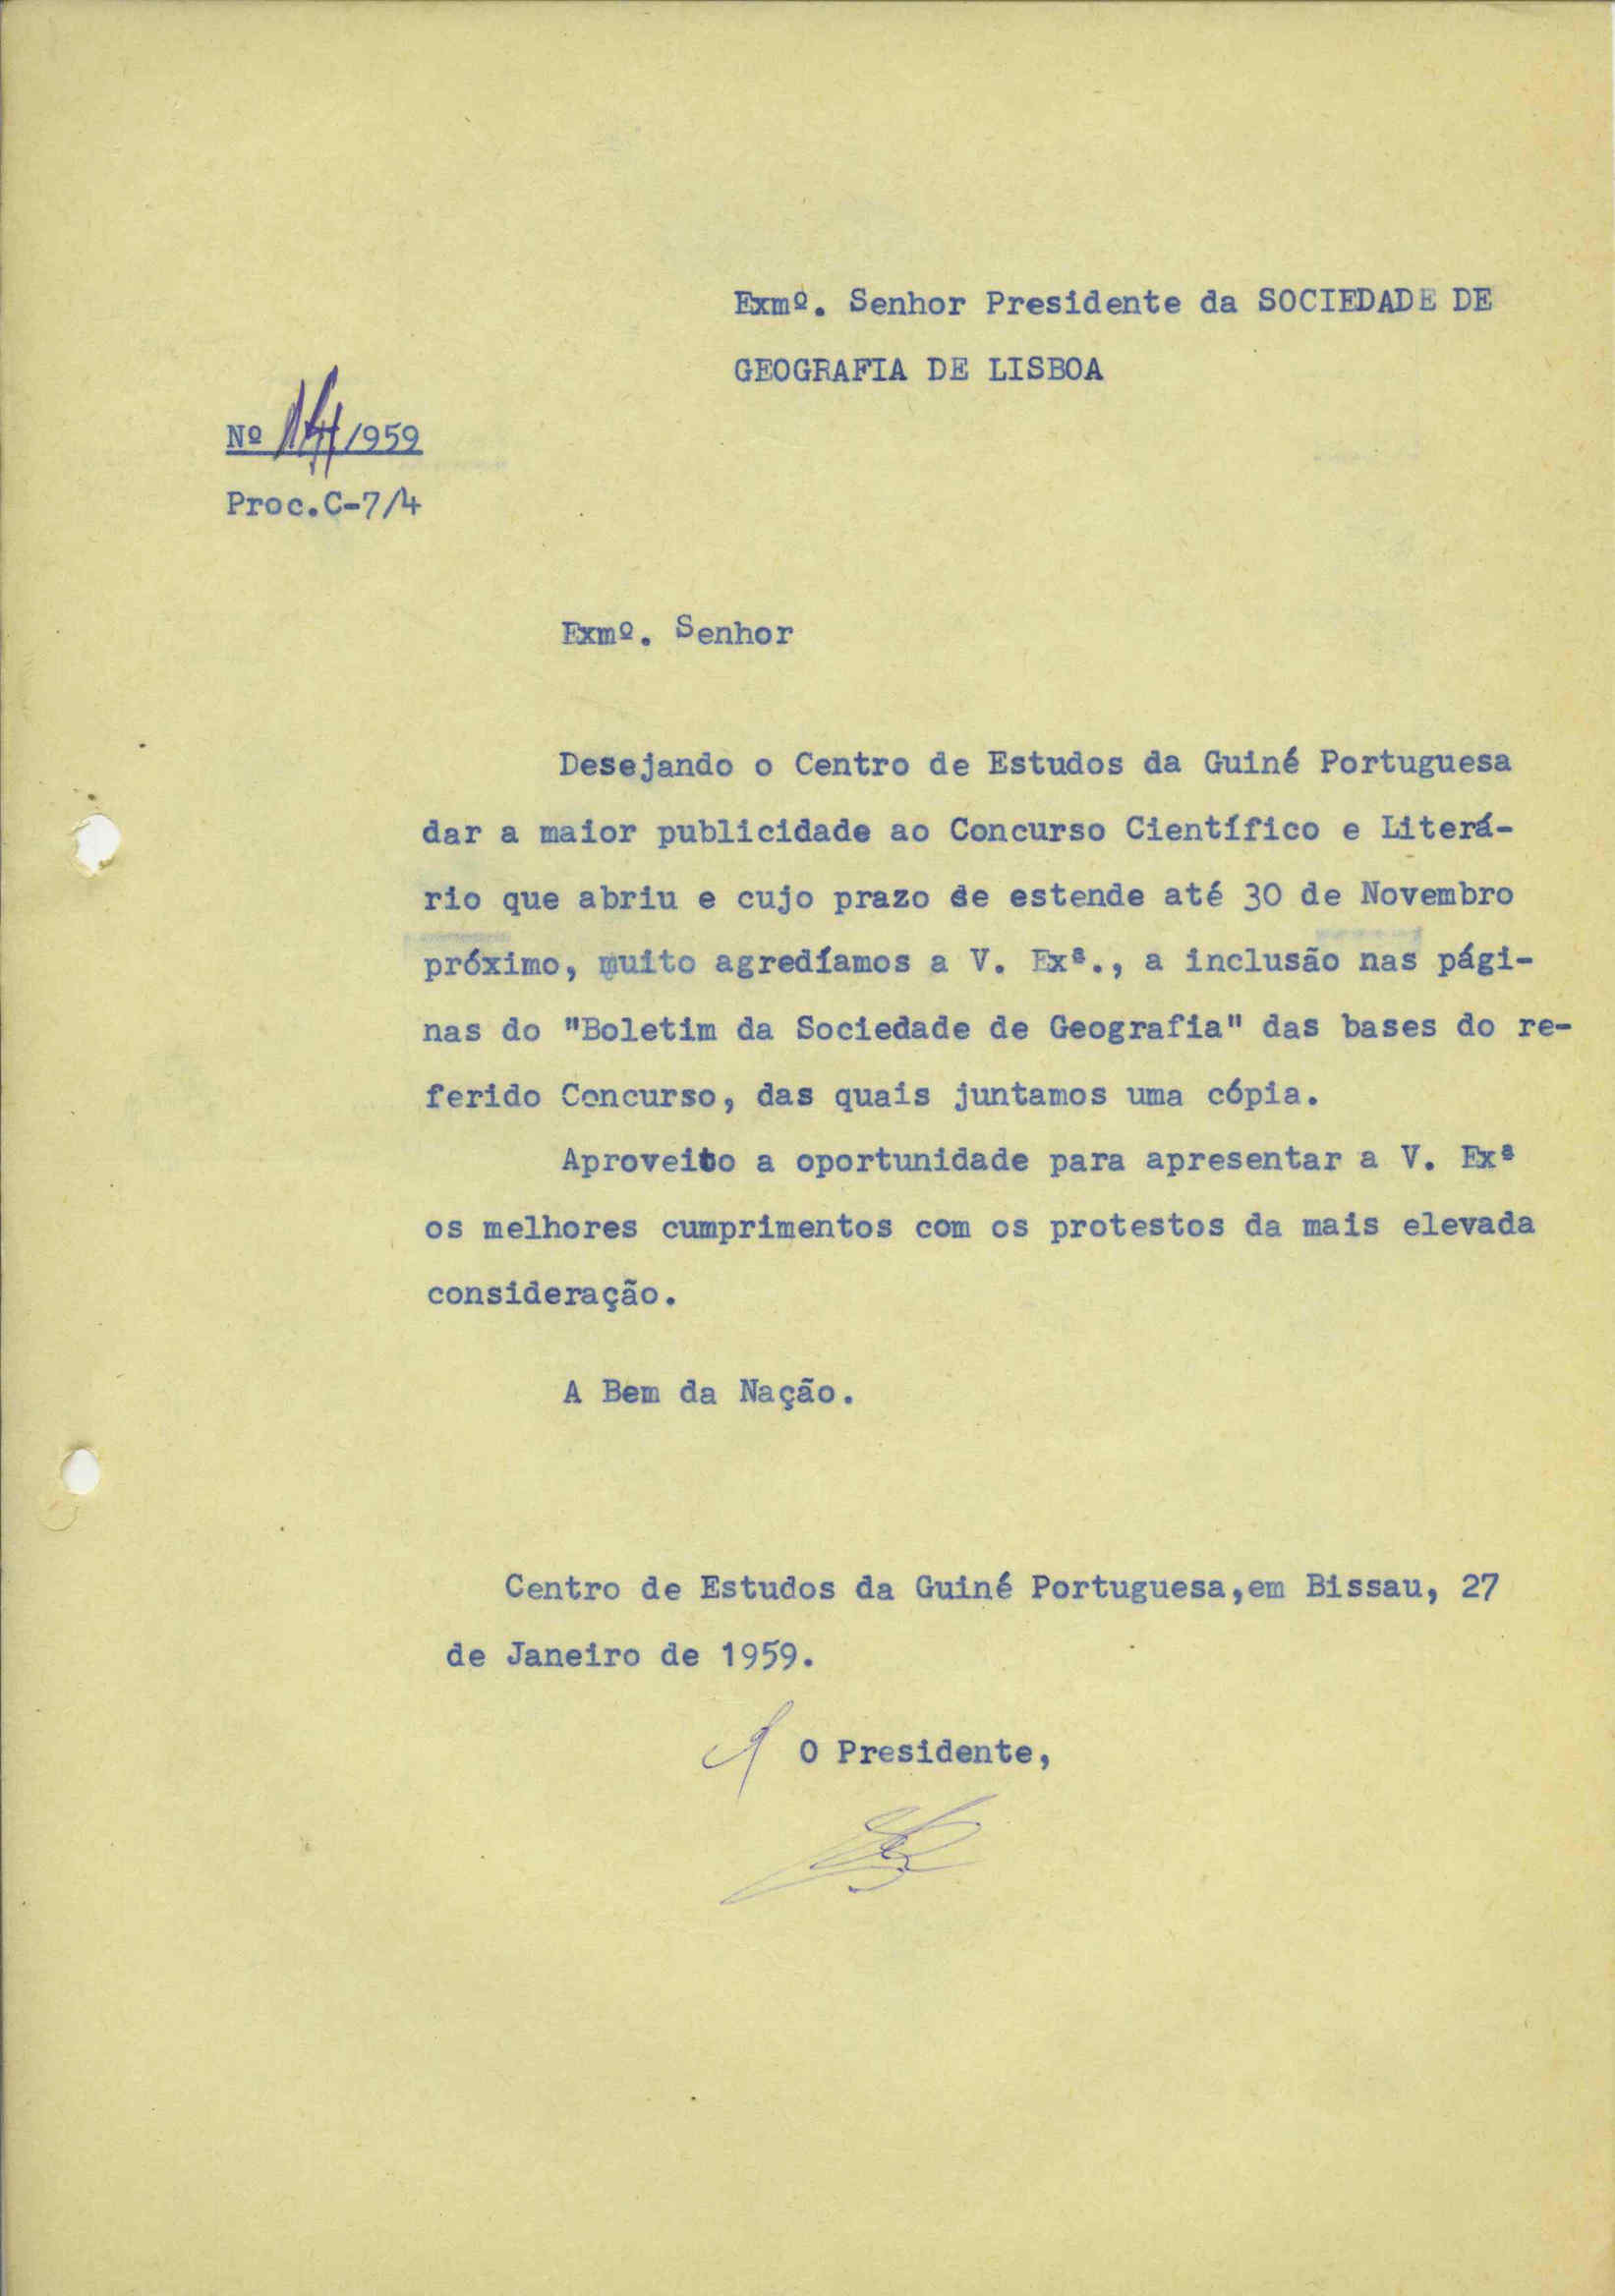 Exmº. Senhor Presidente da SOCIEDADE DE
GEOGRAFIA DE LISBOA
Nº 14/1959
Proc.C-7/4
Exmº. Senhor
Desejando o Centro de Estudos da Guiné Portuguesa
dar a maior publicidade ao Concurso Científico e Literá-
rio que abriu e cujo prazo se estende até 30 de Novembro
próximo, muito agredíamos a V. Exª., a inclusão nas pági-
nas do "Boletim da Sociedade de Geografia" das bases do re-
ferido Concurso, das quais juntamos uma cópia.
Aproveito a oportunidade para apresentar a V. Exª
os melhores cumprimentos com os protestos da mais elevada
consideração.
A Bem da Nação.
Centro de Estudos da Guiné Portuguesa,em Bissau, 27
de Janeiro de 1959.
O Presidente,